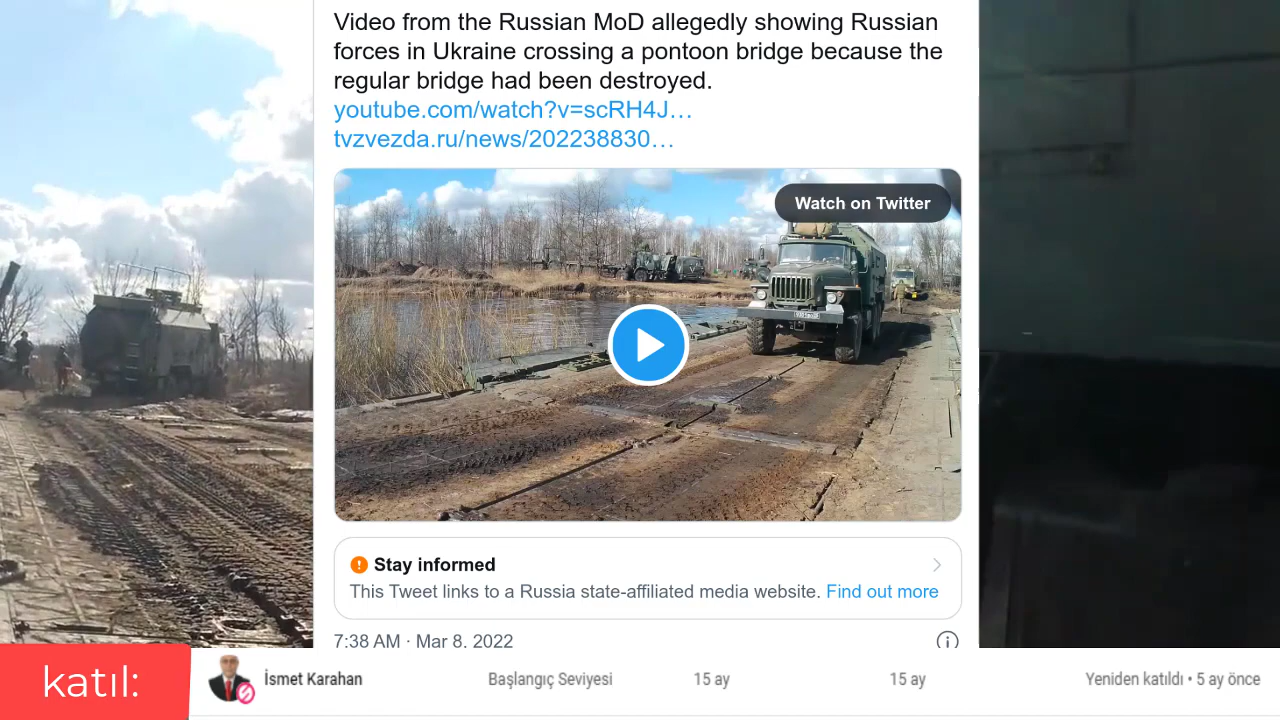 Video from the Russian MoD allegedly showing Russian
forces in Ukraine crossing a pontoon bridge because the
regular bridge had been destroyed.
youtube.com/watch?v=scRH4J…
tvzvezda.ru/news/202238830…
Watch on Twitter
Stay informed
This Tweet links to a Russia state-affiliated media website. Find out more
7:38 AM · Mar 8, 2022
katıl:
İsmet Karahan Başlangıç Seviyesi 15 ay 15 ay Yeniden katıldı • 5 ay önce